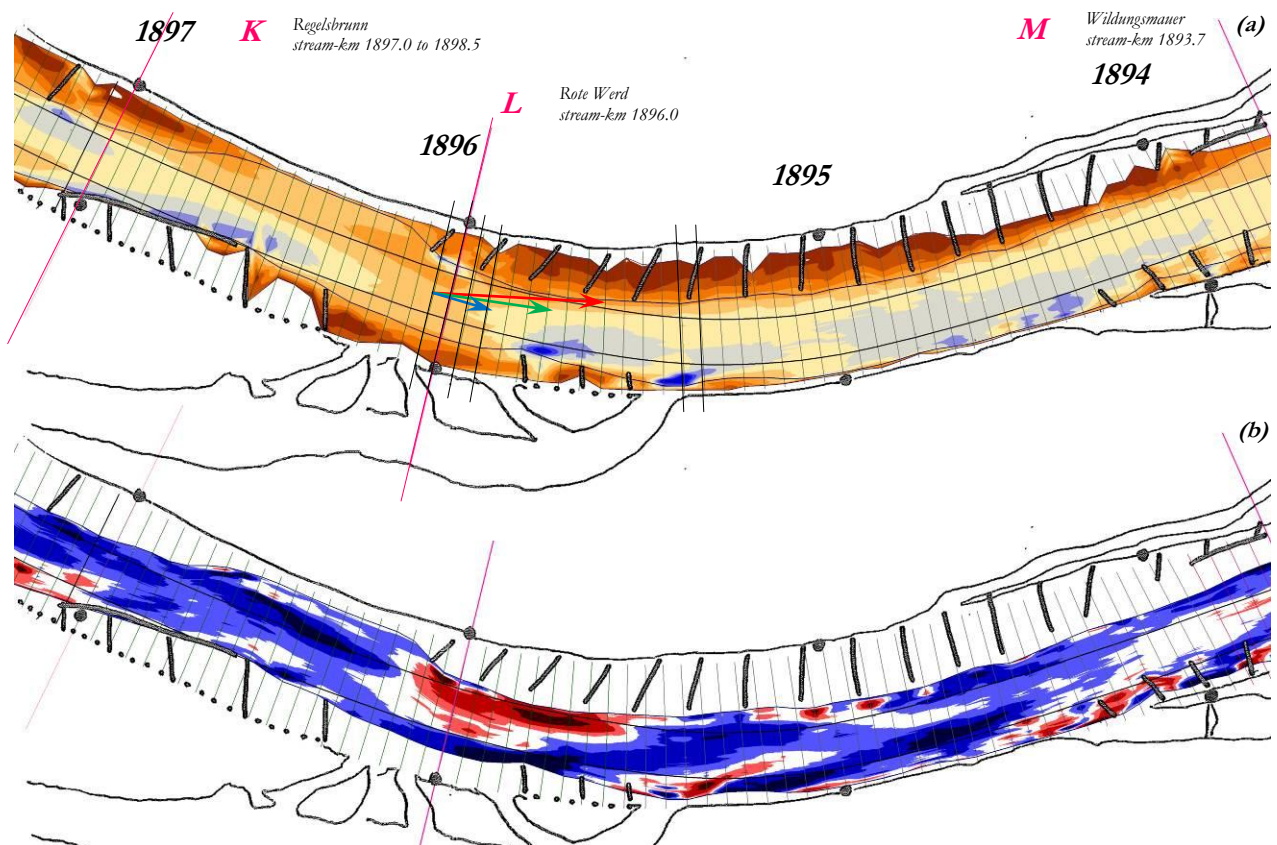 1897
K
Regelsbrunn
stream-km 1897.0 to 1898.5
M
Wildungsmauer
stream-km 1893.7
(a)
1894
L
Rote Werd
stream-km 1896.0
1896
1895
(b)